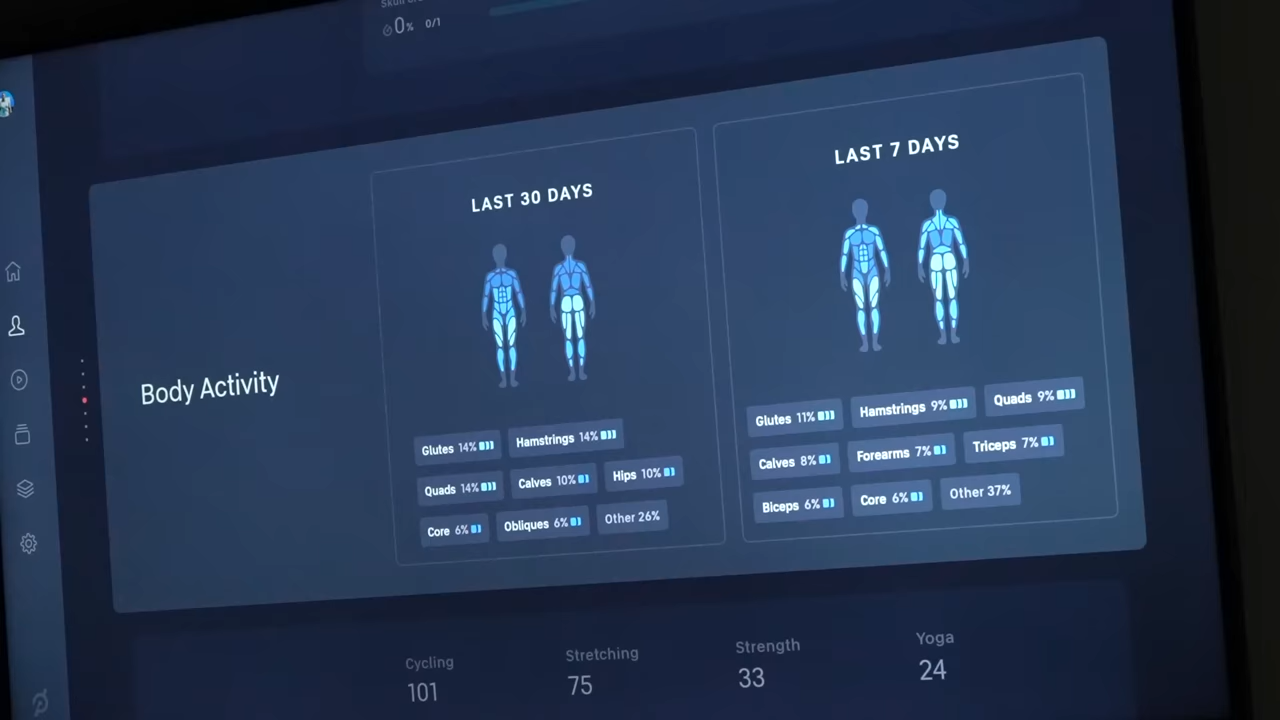 0% 0/1
LAST 30 DAYS
Glutes 14% Hamstrings 14%
Quads 14% Calves 10% Hips 10%
Core 6% Obliques 6% Other 26%
LAST 7 DAYS
Glutes 11% Hamstrings 9% Quads 9%
Calves 8% Forearms 7% Triceps 7%
Biceps 6% Core 6% Other 37%
Body Activity
Cycling Stretching Strength Yoga
101 75 33 24